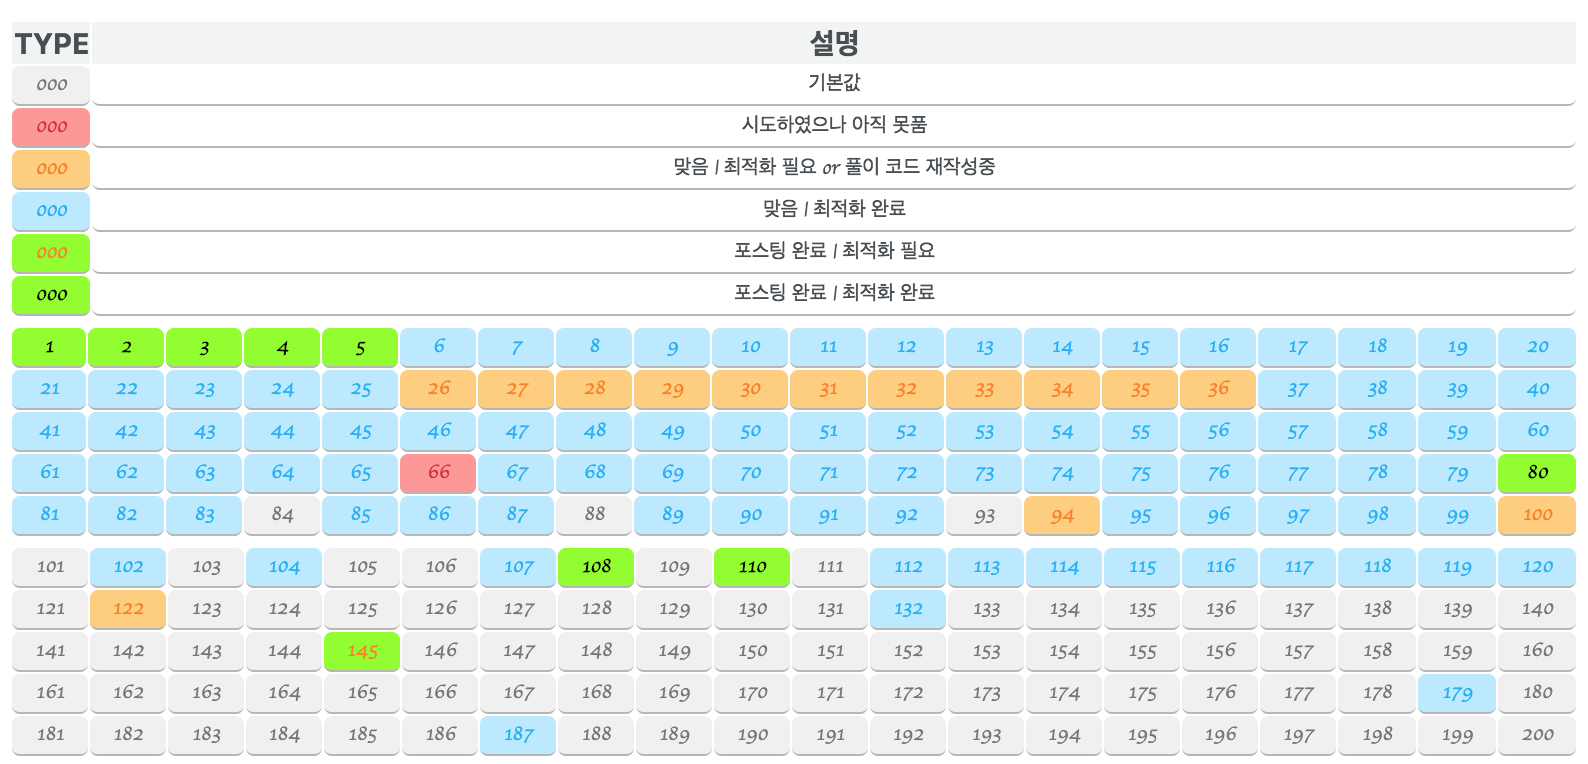 TYPE 설명
000 기본값
000 시도하였으나 아직 못품
000 맞음 / 최적화 필요 or 풀이 코드 재작성중
000 맞음 / 최적화 완료
000 포스팅 완료 / 최적화 필요
000 포스팅 완료 / 최적화 완료
1 2 3 4 5 6 7 8 9 10 11 12 13 14 15 16 17 18 19 20
21 22 23 24 25 26 27 28 29 30 31 32 33 34 35 36 37 38 39 40
41 42 43 44 45 46 47 48 49 50 51 52 53 54 55 56 57 58 59 60
61 62 63 64 65 66 67 68 69 70 71 72 73 74 75 76 77 78 79 80
81 82 83 84 85 86 87 88 89 90 91 92 93 94 95 96 97 98 99 100
101 102 103 104 105 106 107 108 109 110 111 112 113 114 115 116 117 118 119 120
121 122 123 124 125 126 127 128 129 130 131 132 133 134 135 136 137 138 139 140
141 142 143 144 145 146 147 148 149 150 151 152 153 154 155 156 157 158 159 160
161 162 163 164 165 166 167 168 169 170 171 172 173 174 175 176 177 178 179 180
181 182 183 184 185 186 187 188 189 190 191 192 193 194 195 196 197 198 199 200